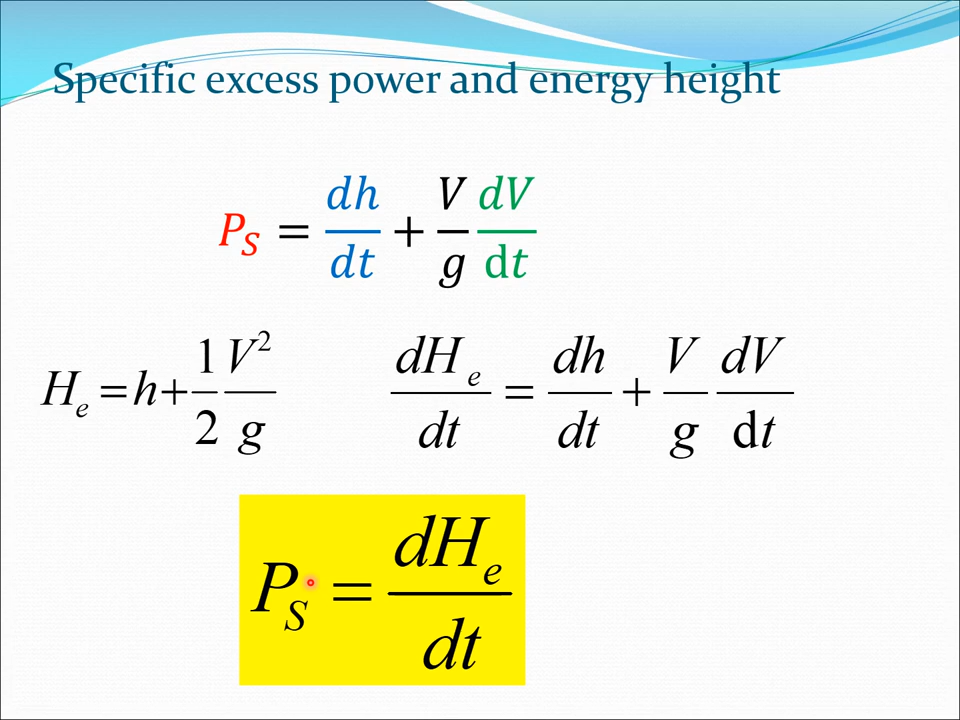 Specific excess power and energy height
P_S = dh/dt + V/g dV/dt
H_e = h + 1/2 V²/g
dH_e/dt = dh/dt + V/g dV/dt
P_S = dH_e/dt